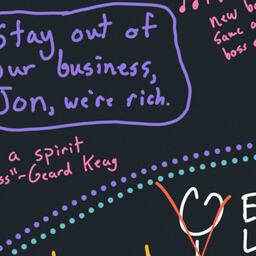 Stay out of
our business,
Jon, we're rich.
new b
same a
boss
a spirit
ss"-Geard Keag
E
L